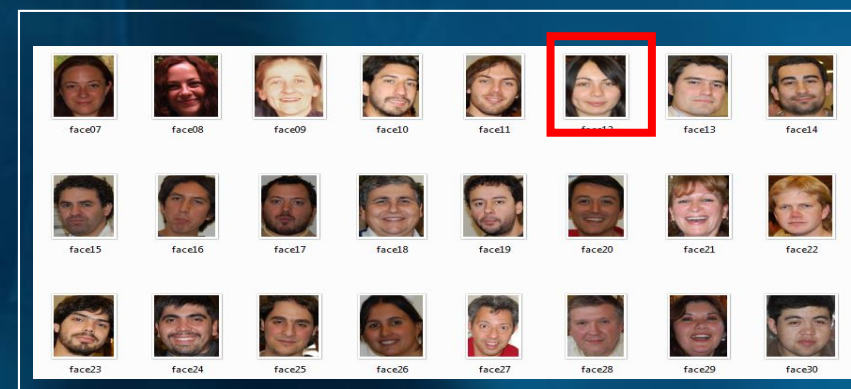 face07 face08 face09 face10 face11 face12 face13 face14
face15 face16 face17 face18 face19 face20 face21 face22
face23 face24 face25 face26 face27 face28 face29 face30